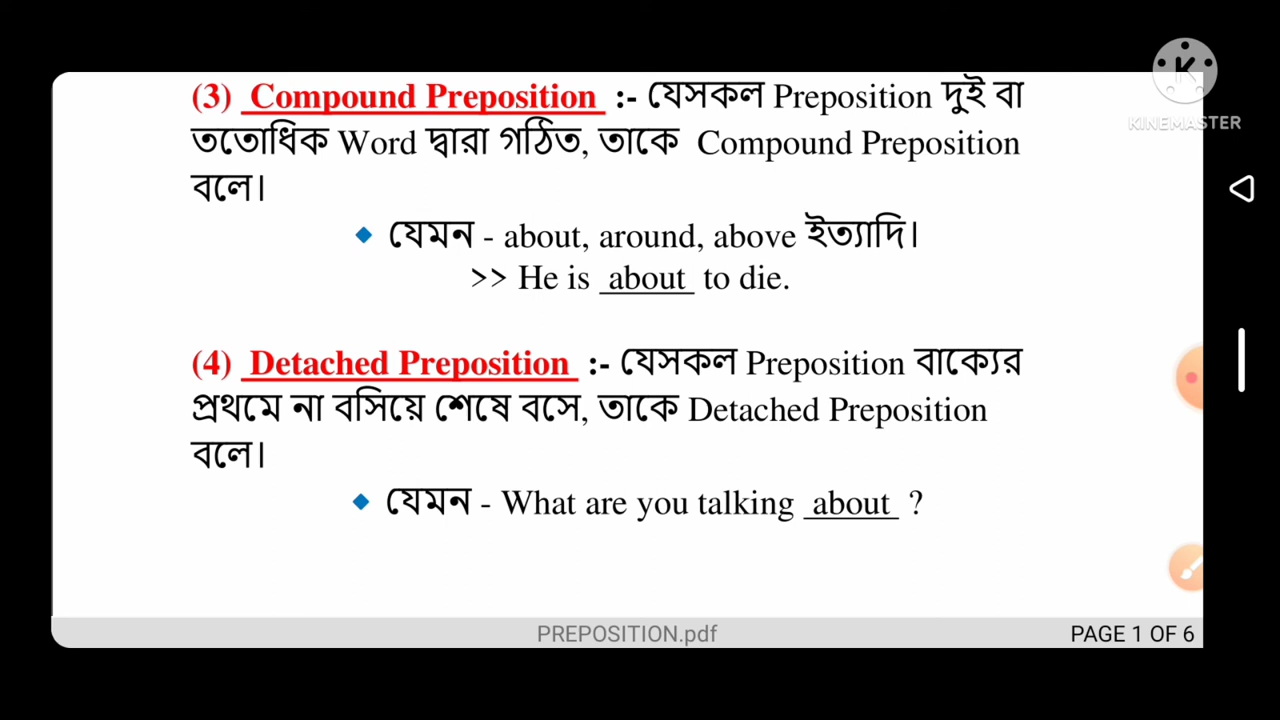 (3) Compound Preposition :- যেসকল Preposition দুই বা
ততোধিক Word দ্বারা গঠিত, তাকে Compound Preposition
বলে।
যেমন - about, around, above ইত্যাদি।
>> He is about to die.
(4) Detached Preposition :- যেসকল Preposition বাক্যের
প্রথমে না বসিয়ে শেষে বসে, তাকে Detached Preposition
বলে।
যেমন - What are you talking about ?
PREPOSITION.pdf
PAGE 1 OF 6
K
KINEMASTER